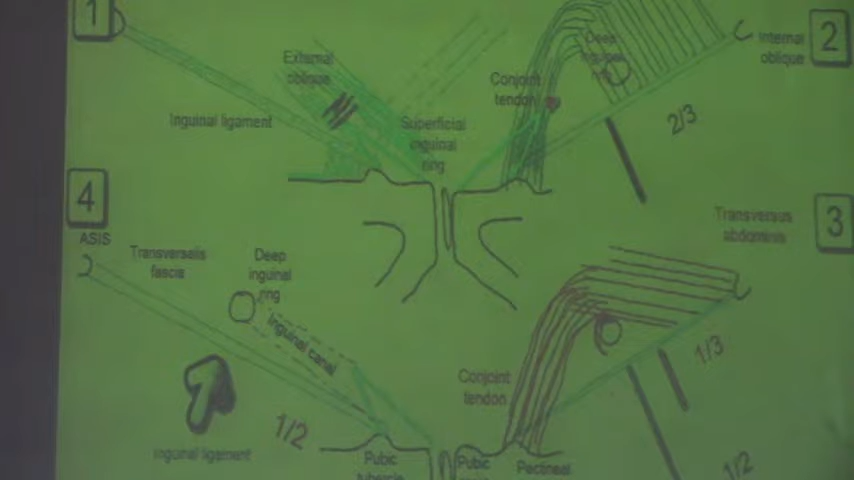 1
External
oblique
Inguinal ligament
Superficial
inguinal
ring
Conjoint
tendon
Deep
inguinal
ring
Internal
oblique
2
2/3
4
ASIS
Transversalis
fascia
Deep
inguinal
ring
Inguinal canal
1/2
Inguinal ligament
Pubic
tubercle
Transversus
abdominis
3
Conjoint
tendon
1/3
1/2
Pubic
Pectineal